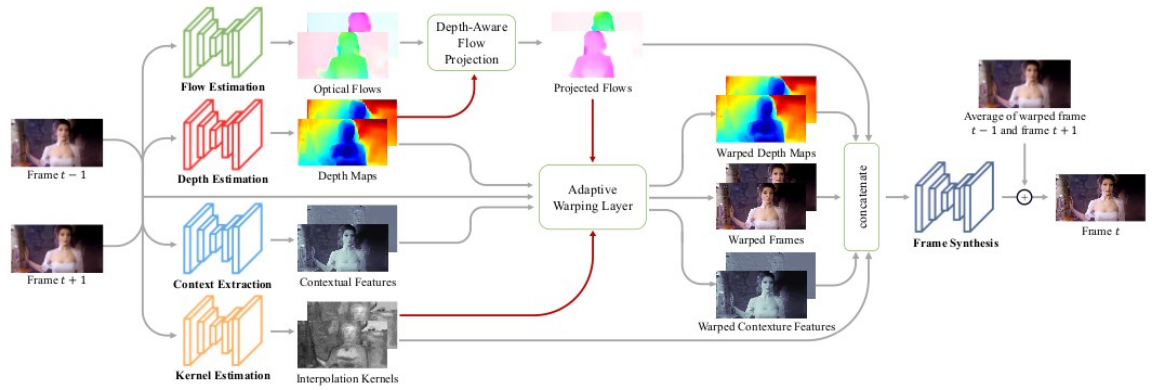 Frame t − 1
Frame t + 1
Flow Estimation
Depth Estimation
Context Extraction
Kernel Estimation
Optical Flows
Depth Maps
Contextual Features
Interpolation Kernels
Depth-Aware
Flow
Projection
Projected Flows
Adaptive
Warping Layer
Warped Depth Maps
Warped Frames
Warped Contexture Features
concatenate
Frame Synthesis
Average of warped frame
t − 1 and frame t + 1
+
Frame t